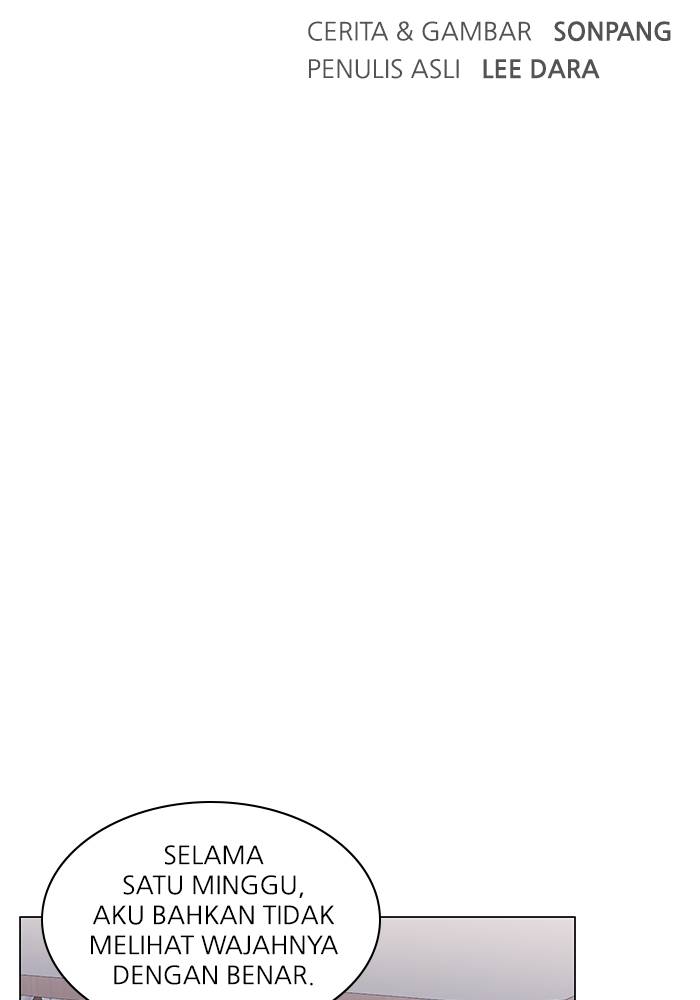 CERITA & GAMBAR SONPANG
PENULIS ASLI LEE DARA
SELAMA
SATU MINGGU,
AKU BAHKAN TIDAK
MELIHAT WAJAHNYA
DENGAN BENAR.